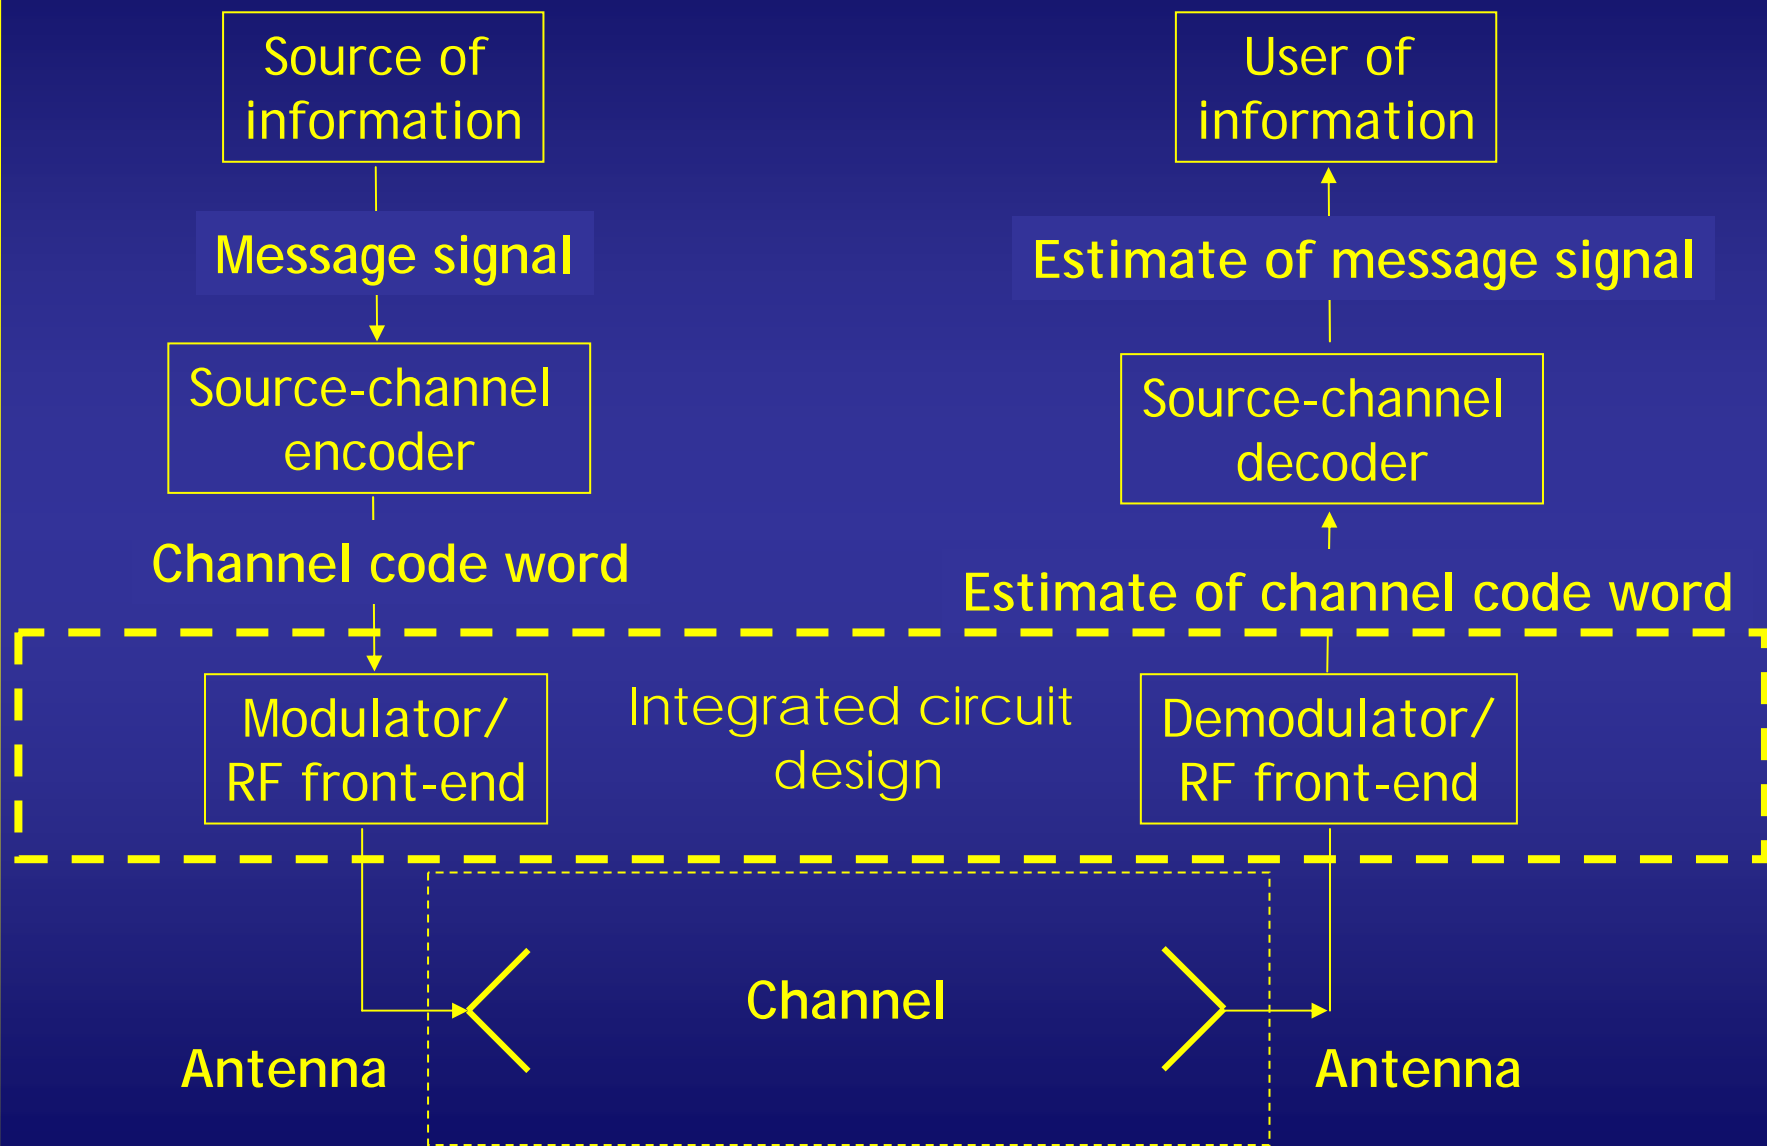 Source of
information
User of
information
Message signal
Estimate of message signal
Source-channel
encoder
Source-channel
decoder
Channel code word
Estimate of channel code word
Modulator/
RF front-end
Integrated circuit
design
Demodulator/
RF front-end
Channel
Antenna
Antenna